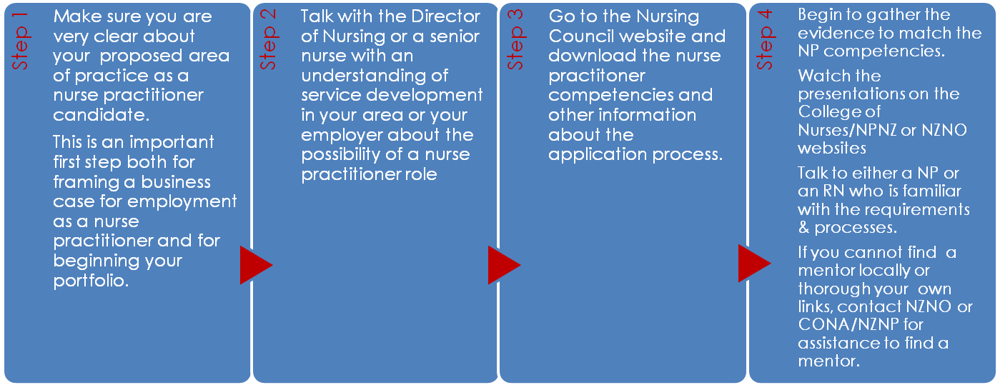 Step 1
Make sure you are
very clear about
your proposed area
of practice as a
nurse practitioner
candidate.
This is an important
first step both for
framing a business
case for employment
as a nurse
practitioner and for
beginning your
portfolio.
Step 2
Talk with the Director
of Nursing or a senior
nurse with an
understanding of
service development
in your area or your
employer about the
possibility of a nurse
practitioner role
Step 3
Go to the Nursing
Council website and
download the nurse
practitoner
competencies and
other information
about the
application process.
Step 4
Begin to gather the
evidence to match the
NP competencies.
Watch the
presentations on the
College of
Nurses/NPNZ or NZNO
websites
Talk to either a NP or
an RN who is familiar
with the requirements
& processes.
If you cannot find a
mentor locally or
thorough your own
links, contact NZNO or
CONA/NZNP for
assistance to find a
mentor.